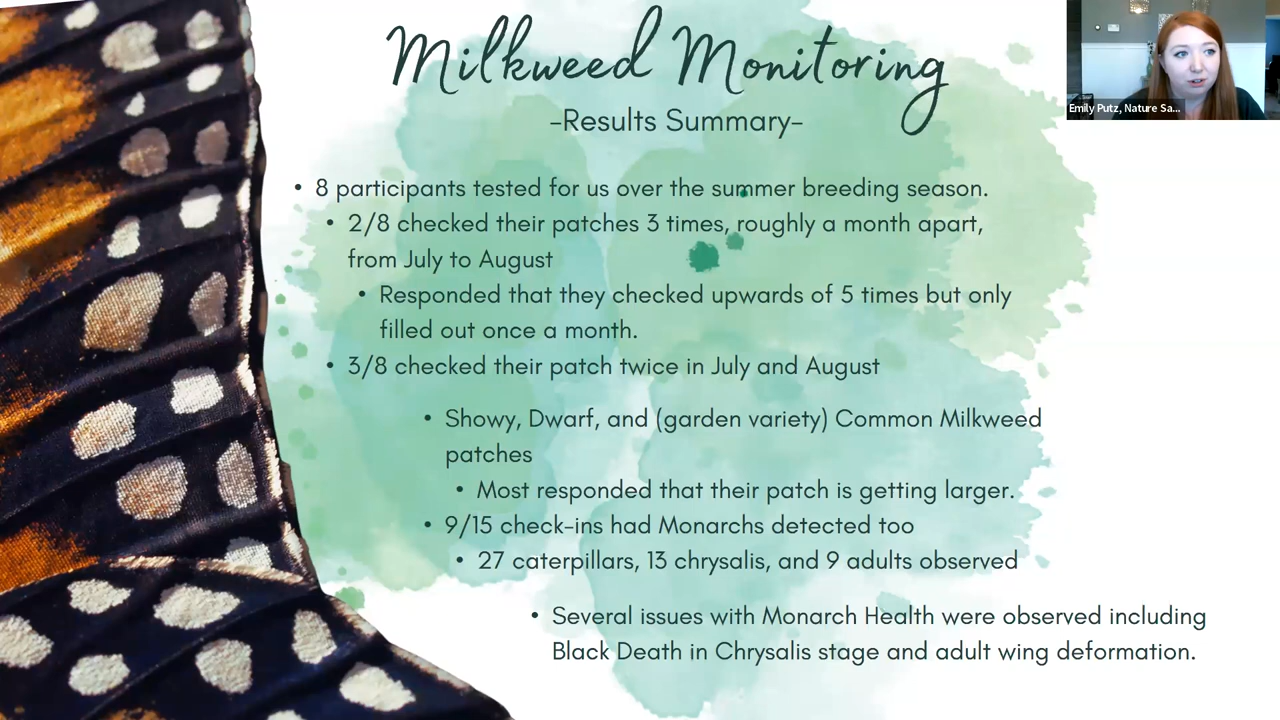 Milkweed Monitoring
-Results Summary-
Emily Putz, Nature Sa...
• 8 participants tested for us over the summer breeding season.
• 2/8 checked their patches 3 times, roughly a month apart,
from July to August
• Responded that they checked upwards of 5 times but only
filled out once a month.
• 3/8 checked their patch twice in July and August
• Showy, Dwarf, and (garden variety) Common Milkweed
patches
• Most responded that their patch is getting larger.
• 9/15 check-ins had Monarchs detected too
• 27 caterpillars, 13 chrysalis, and 9 adults observed
• Several issues with Monarch Health were observed including
Black Death in Chrysalis stage and adult wing deformation.